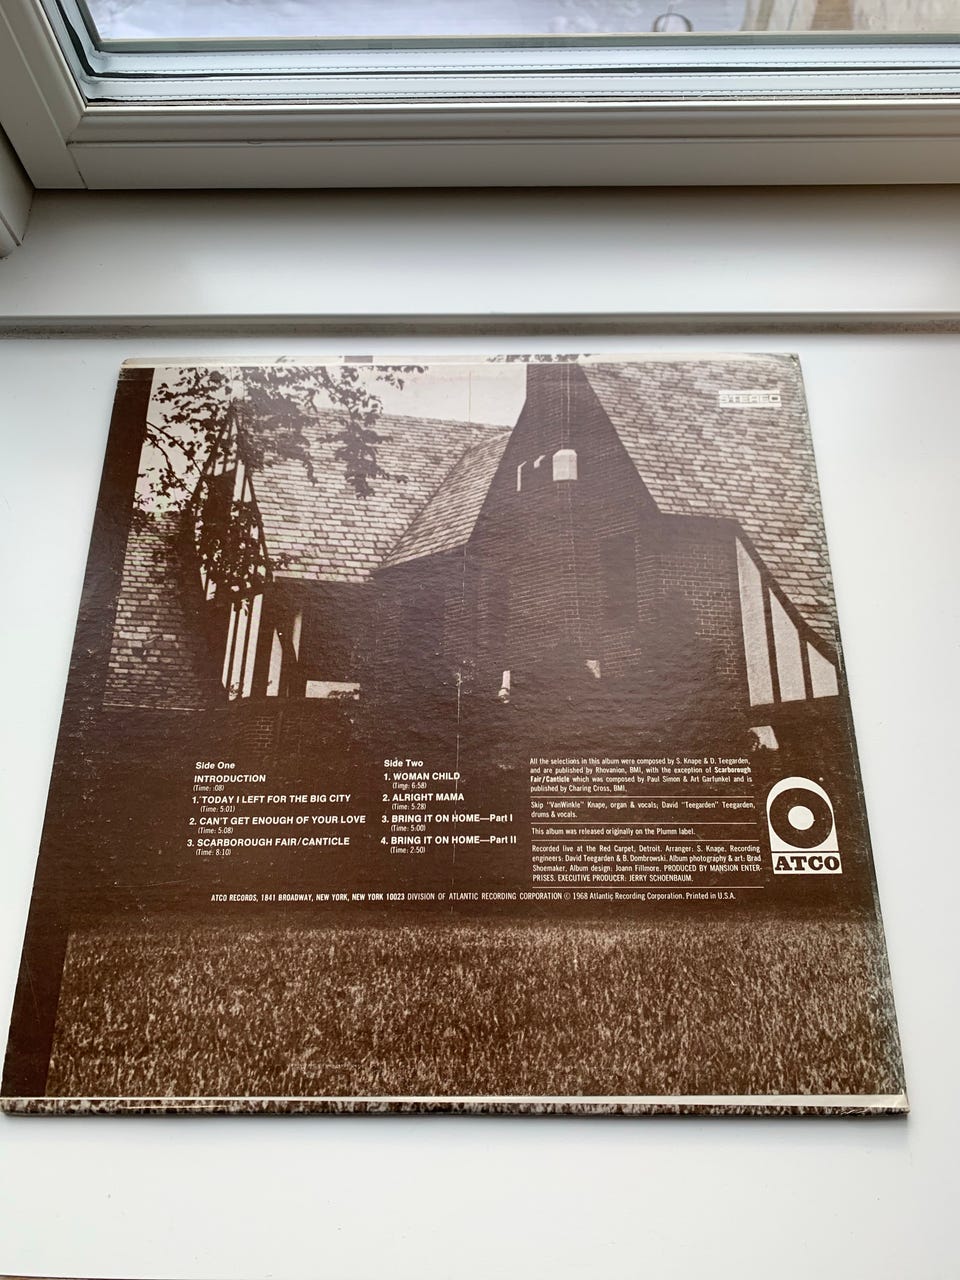 STEREO
Side One
INTRODUCTION
(Time: :08)
1. TODAY I LEFT FOR THE BIG CITY
(Time: 5:01)
2. CAN'T GET ENOUGH OF YOUR LOVE
(Time: 5:08)
3. SCARBOROUGH FAIR/CANTICLE
(Time: 8:10)
Side Two
1. WOMAN CHILD
(Time: 6:58)
2. ALRIGHT MAMA
(Time: 5:28)
3. BRING IT ON HOME—Part I
(Time: 5:00)
4. BRING IT ON HOME—Part II
(Time: 2:50)
All the selections in this album were composed by S. Knape & D. Teegarden,
and are published by Rhovanion, BMI, with the exception of Scarborough
Fair/Canticle which was composed by Paul Simon & Art Garfunkel and is
published by Charing Cross, BMI.
Skip "VanWinkle" Knape, organ & vocals; David "Teegarden" Teegarden,
drums & vocals.
This album was released originally on the Plumm label.
Recorded live at the Red Carpet, Detroit. Arranger: S. Knape. Recording
engineers: David Teegarden & B. Dombrowski. Album photography & art: Brad
Shoemaker. Album design: Joann Fillmore. PRODUCED BY MANSION ENTER-
PRISES. EXECUTIVE PRODUCER: JERRY SCHOENBAUM.
ATCO
ATCO RECORDS, 1841 BROADWAY, NEW YORK, NEW YORK 10023 DIVISION OF ATLANTIC RECORDING CORPORATION © 1968 Atlantic Recording Corporation. Printed in U.S.A.